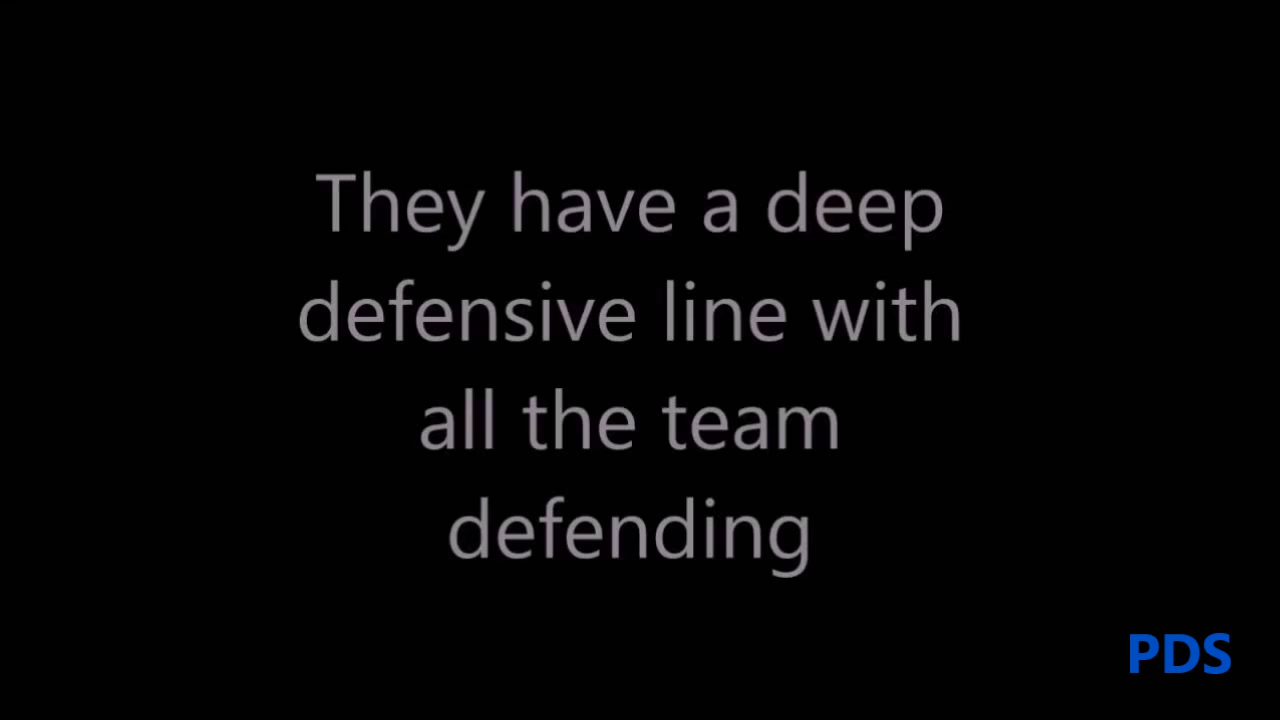 They have a deep
defensive line with
all the team
defending
PDS